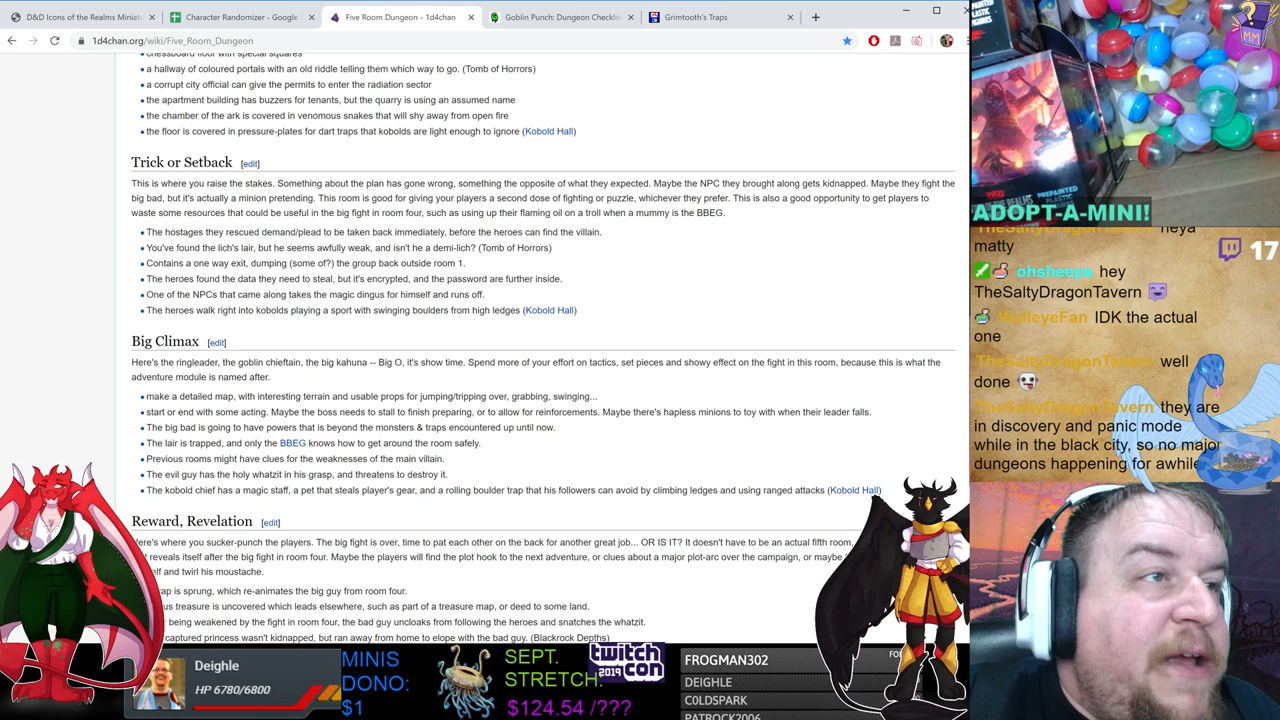 D&D Icons of the Realms Miniat
Character Randomizer - Google
Five Room Dungeon - 1d4chan
Goblin Punch: Dungeon Checklis
Grimtooth's Traps
1d4chan.org/wiki/Five_Room_Dungeon
chessboard floor with special squares
a hallway of coloured portals with an old riddle telling them which way to go. (Tomb of Horrors)
a corrupt city official can give the permits to enter the radiation sector
the apartment building has buzzers for tenants, but the quarry is using an assumed name
the chamber of the ark is covered in venomous snakes that will shy away from open fire
the floor is covered in pressure-plates for dart traps that kobolds are light enough to ignore (Kobold Hall)
Trick or Setback [edit]
This is where you raise the stakes. Something about the plan has gone wrong, something the opposite of what they expected. Maybe the NPC they brought along gets kidnapped. Maybe they fight the
big bad, but it's actually a minion pretending. This room is good for giving your players a second dose of fighting or puzzle, whichever they prefer. This is also a good opportunity to get players to
waste some resources that could be useful in the big fight in room four, such as using up their flaming oil on a troll when a mummy is the BBEG.
The hostages they rescued demand/plead to be taken back immediately, before the heroes can find the villain.
You've found the lich's lair, but he seems awfully weak, and isn't he a demi-lich? (Tomb of Horrors)
Contains a one way exit, dumping (some of?) the group back outside room 1.
The heroes found the data they need to steal, but it's encrypted, and the password are further inside.
One of the NPCs that came along takes the magic dingus for himself and runs off.
The heroes walk right into kobolds playing a sport with swinging boulders from high ledges (Kobold Hall)
Big Climax [edit]
Here's the ringleader, the goblin chieftain, the big kahuna -- Big O, it's show time. Spend more of your effort on tactics, set pieces and showy effect on the fight in this room, because this is what the
adventure module is named after.
make a detailed map, with interesting terrain and usable props for jumping/tripping over, grabbing, swinging...
start or end with some acting. Maybe the boss needs to stall to finish preparing, or to allow for reinforcements. Maybe there's hapless minions to toy with when their leader falls.
The big bad is going to have powers that is beyond the monsters & traps encountered up until now.
The lair is trapped, and only the BBEG knows how to get around the room safely.
Previous rooms might have clues for the weaknesses of the main villain.
The evil guy has the holy whatzit in his grasp, and threatens to destroy it.
The kobold chief has a magic staff, a pet that steals player's gear, and a rolling boulder trap that his followers can avoid by climbing ledges and using ranged attacks (Kobold Hall)
Reward, Revelation [edit]
Here's where you sucker-punch the players. The big fight is over, time to pat each other on the back for another great job... OR IS IT? It doesn't have to be an actual fifth room,
reveals itself after the big fight in room four. Maybe the players will find the plot hook to the next adventure, or clues about a major plot-arc over the campaign, or maybe
and twirl his moustache.
is sprung, which re-animates the big guy from room four.
treasure is uncovered which leads elsewhere, such as part of a treasure map, or deed to some land.
being weakened by the fight in room four, the bad guy uncloaks from following the heroes and snatches the whatzit.
captured princess wasn't kidnapped, but ran away from home to elope with the bad guy. (Blackrock Depths)
MM
PREPAINTED
ADOPT-A-MINI!
TheSaltyDragonTavern heya
matty
17
ohsheeps hey
TheSaltyDragonTavern
WalleyeFan IDK the actual
one
TheSaltyDragonTavern well
done
TheSaltyDragonTavern they are
in discovery and panic mode
while in the black city, so no major
dungeons happening for awhile
Deighle
HP 6780/6800
MINIS
DONO:
$1
SEPT.
STRETCH:
$124.54 /???
twitch
con
2019
FROGMAN302
DEIGHLE
C0LDSPARK
PATROCK2006